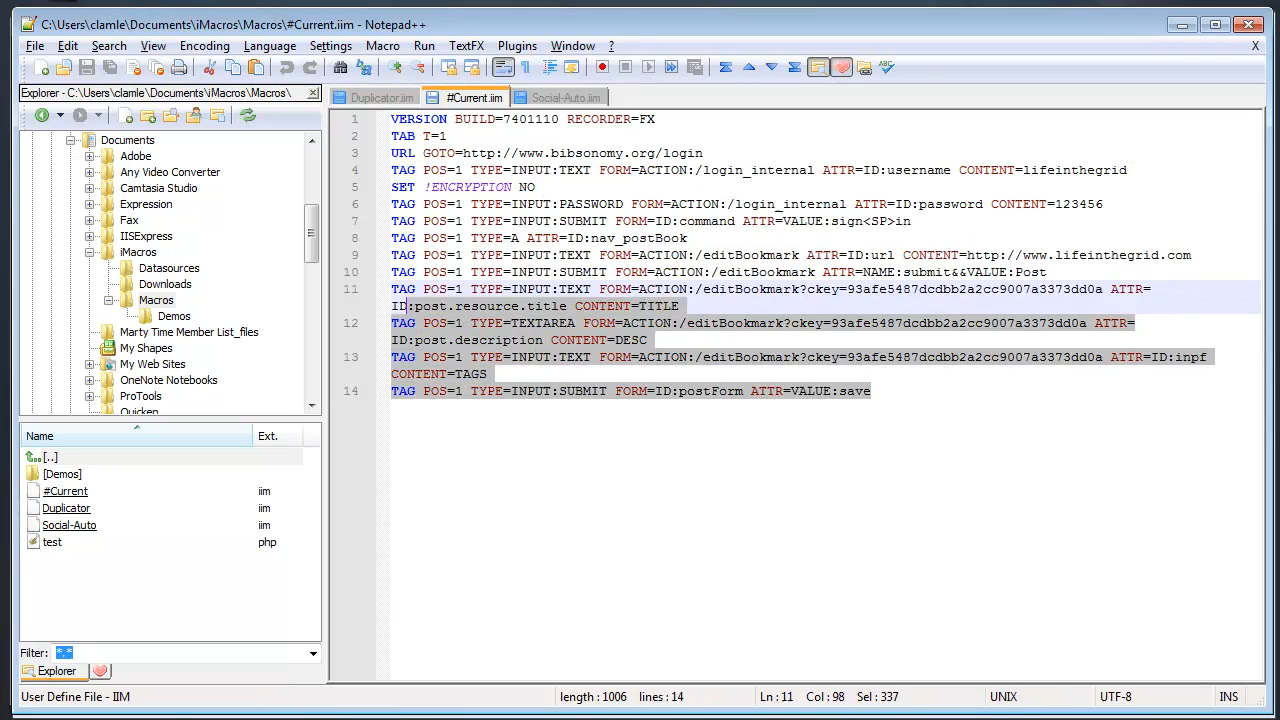 C:\Users\clamle\Documents\iMacros\Macros\#Current.iim - Notepad++
File Edit Search View Encoding Language Settings Macro Run TextFX Plugins Window ? X
Explorer - C:\Users\clamle\Documents\iMacros\Macros\
Duplicator.iim #Current.iim Social-Auto.iim
Documents
Adobe
Any Video Converter
Camtasia Studio
Expression
Fax
IISExpress
iMacros
Datasources
Downloads
Macros
Demos
Marty Time Member List_files
My Shapes
My Web Sites
OneNote Notebooks
ProTools
Quicken
Name Ext.
[..]
[Demos]
#Current iim
Duplicator iim
Social-Auto iim
test php
Filter: *.*
Explorer
1 VERSION BUILD=7401110 RECORDER=FX
2 TAB T=1
3 URL GOTO=http://www.bibsonomy.org/login
4 TAG POS=1 TYPE=INPUT:TEXT FORM=ACTION:/login_internal ATTR=ID:username CONTENT=lifeinthegrid
5 SET !ENCRYPTION NO
6 TAG POS=1 TYPE=INPUT:PASSWORD FORM=ACTION:/login_internal ATTR=ID:password CONTENT=123456
7 TAG POS=1 TYPE=INPUT:SUBMIT FORM=ID:command ATTR=VALUE:sign<SP>in
8 TAG POS=1 TYPE=A ATTR=ID:nav_postBook
9 TAG POS=1 TYPE=INPUT:TEXT FORM=ACTION:/editBookmark ATTR=ID:url CONTENT=http://www.lifeinthegrid.com
10 TAG POS=1 TYPE=INPUT:SUBMIT FORM=ACTION:/editBookmark ATTR=NAME:submit&&VALUE:Post
11 TAG POS=1 TYPE=INPUT:TEXT FORM=ACTION:/editBookmark?ckey=93afe5487dcdbb2a2cc9007a3373dd0a ATTR=
ID:post.resource.title CONTENT=TITLE
12 TAG POS=1 TYPE=TEXTAREA FORM=ACTION:/editBookmark?ckey=93afe5487dcdbb2a2cc9007a3373dd0a ATTR=
ID:post.description CONTENT=DESC
13 TAG POS=1 TYPE=INPUT:TEXT FORM=ACTION:/editBookmark?ckey=93afe5487dcdbb2a2cc9007a3373dd0a ATTR=ID:inpf
CONTENT=TAGS
14 TAG POS=1 TYPE=INPUT:SUBMIT FORM=ID:postForm ATTR=VALUE:save
User Define File - IIM length : 1006 lines : 14 Ln : 11 Col : 98 Sel : 337 UNIX UTF-8 INS